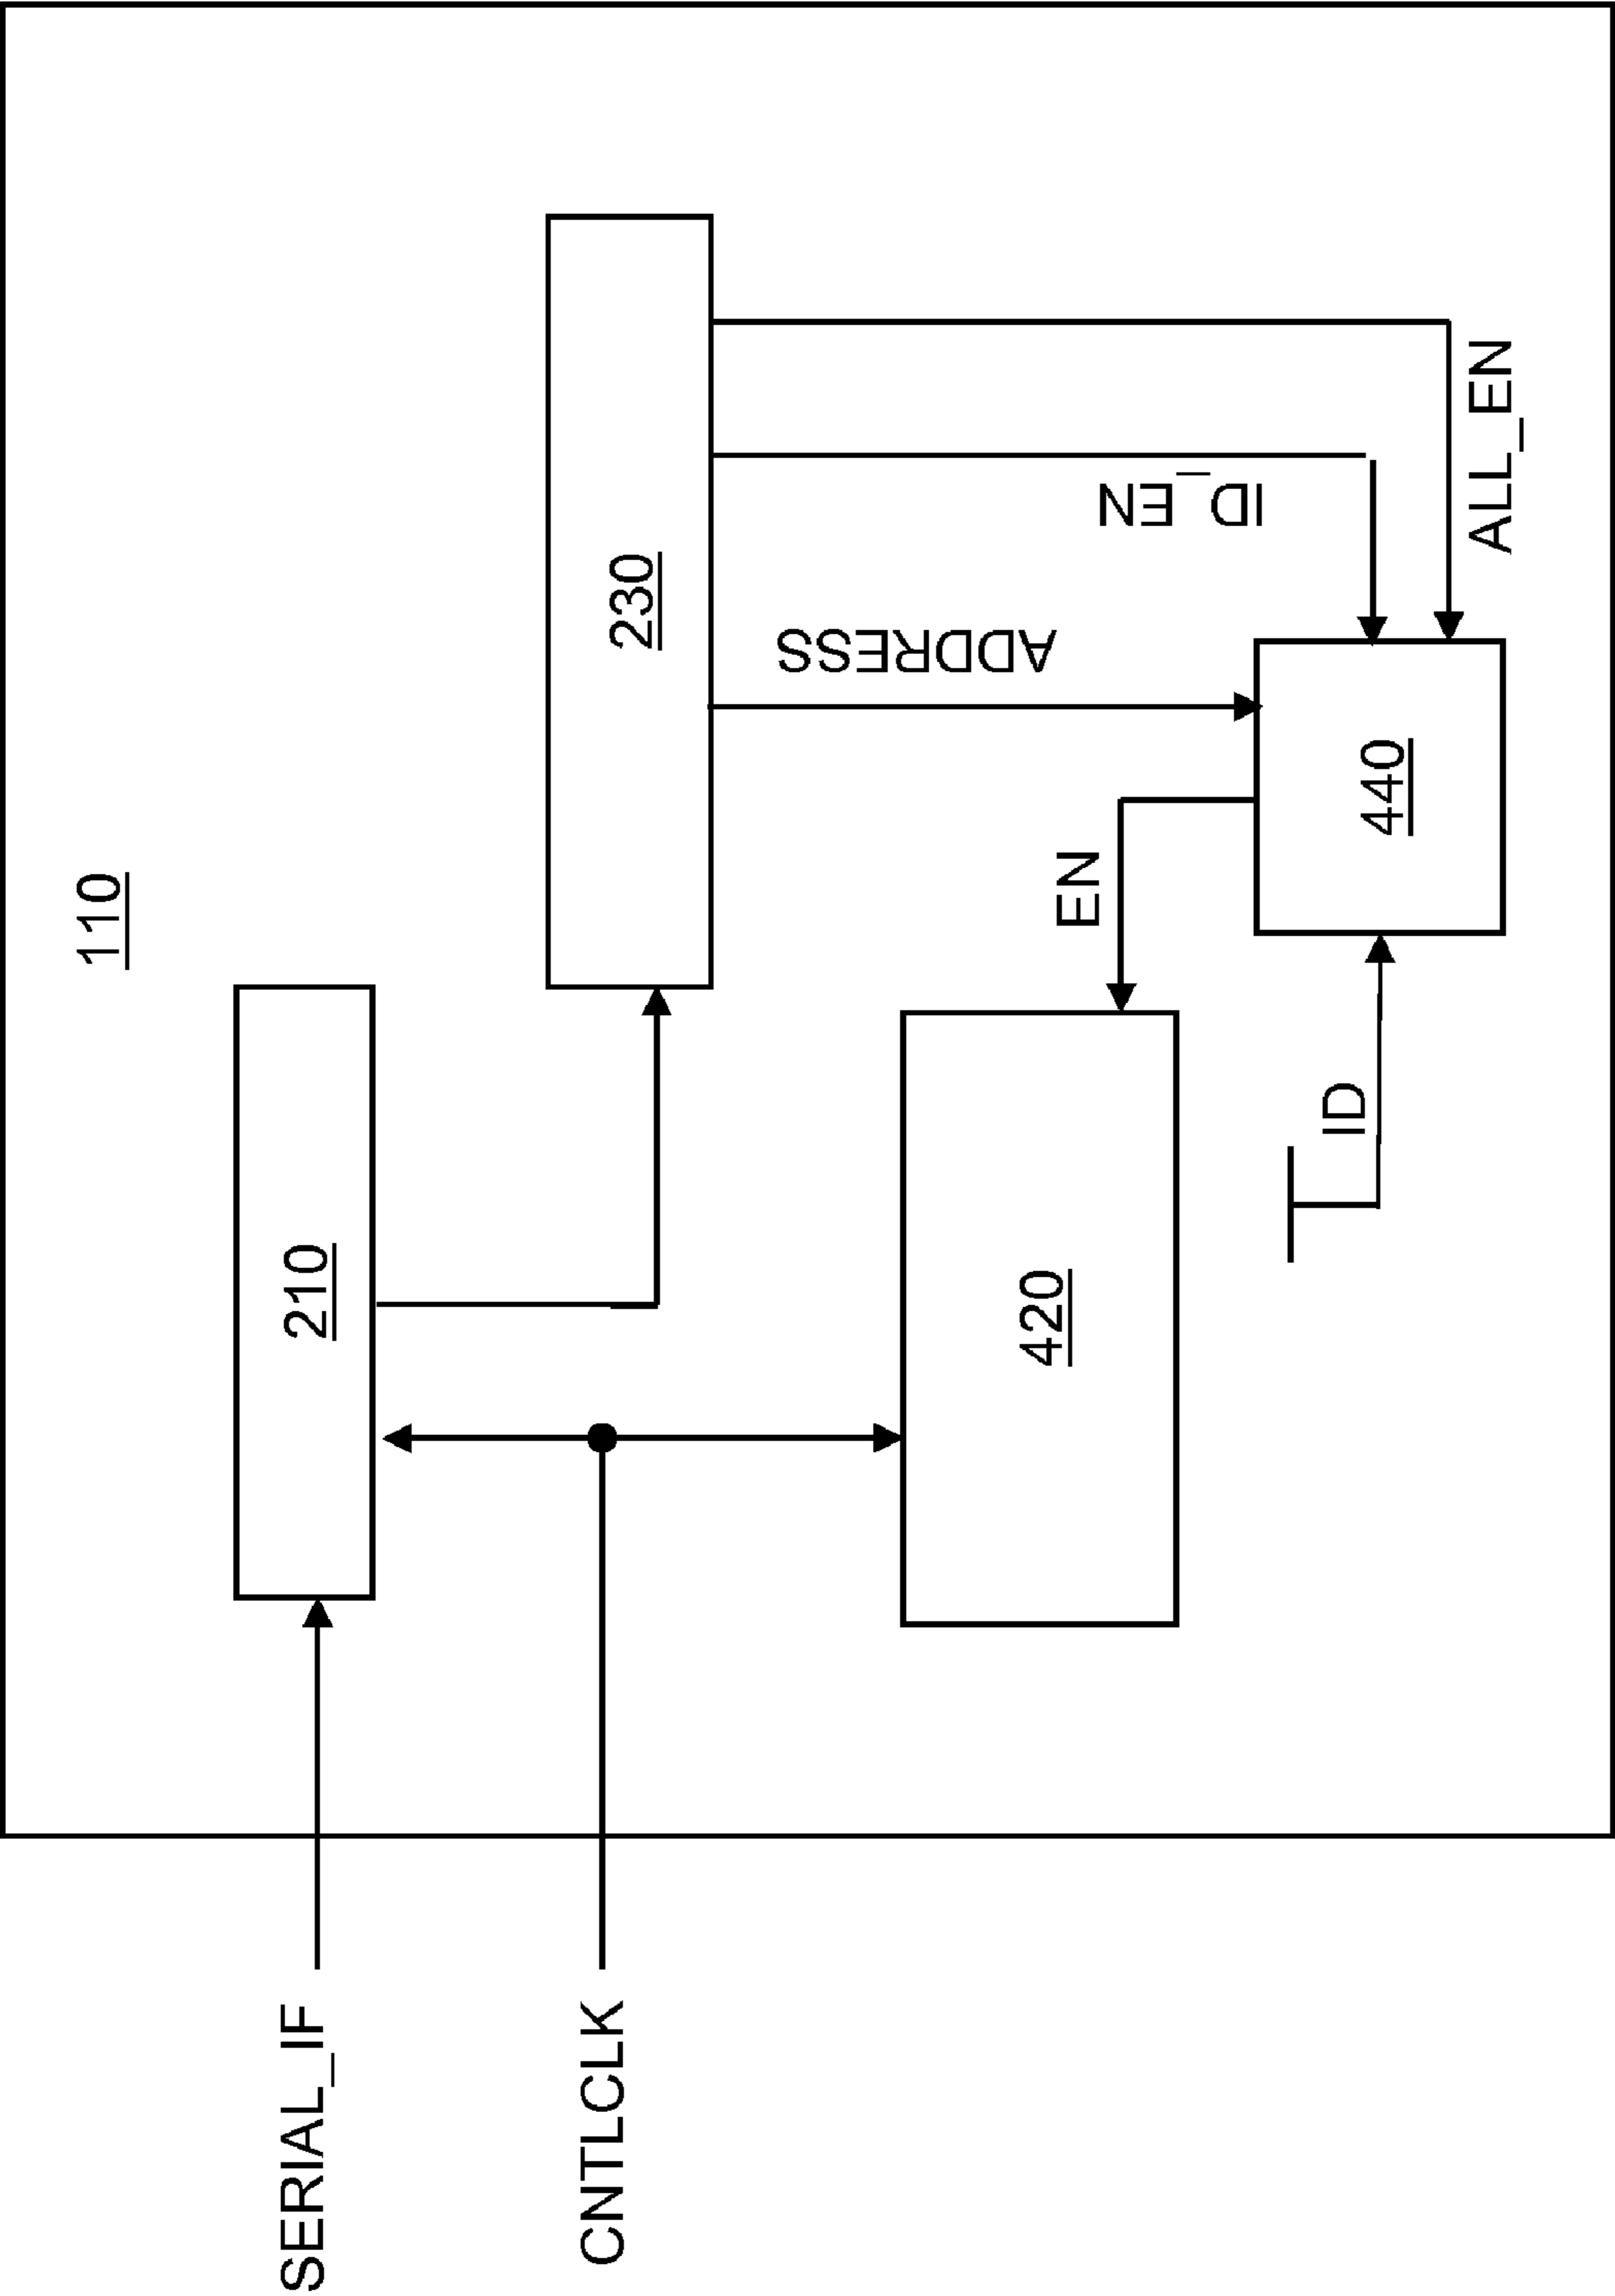 110
SERIAL_IF
210
CNTLCLK
230
ADDRESS
ID_EN
ALL_EN
EN
420
440
ID